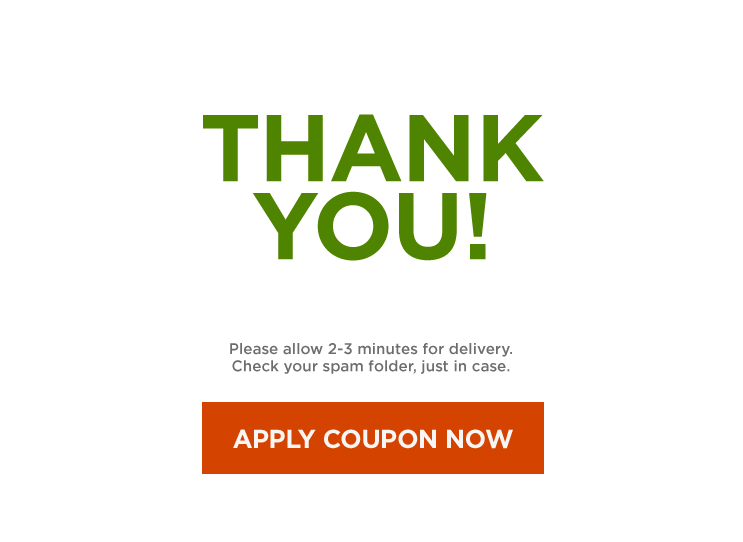 THANK
YOU!
Please allow 2-3 minutes for delivery.
Check your spam folder, just in case.
APPLY COUPON NOW